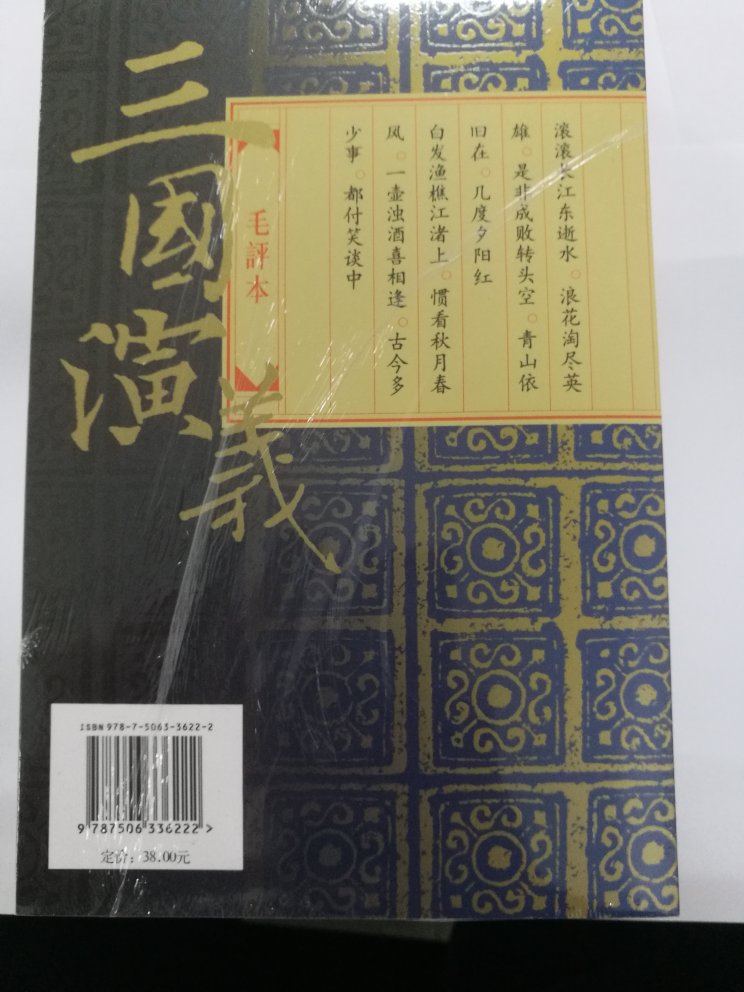 三國演義
毛評本
滚滚长江东逝水。浪花淘尽英
雄。是非成败转头空。青山依
旧在。几度夕阳红
白发渔樵江渚上。惯看秋月春
风。一壶浊酒喜相逢。古今多
少事。都付笑谈中
ISBN 978-7-5063-3622-2
9 787506 336222 >
定价：38.00元